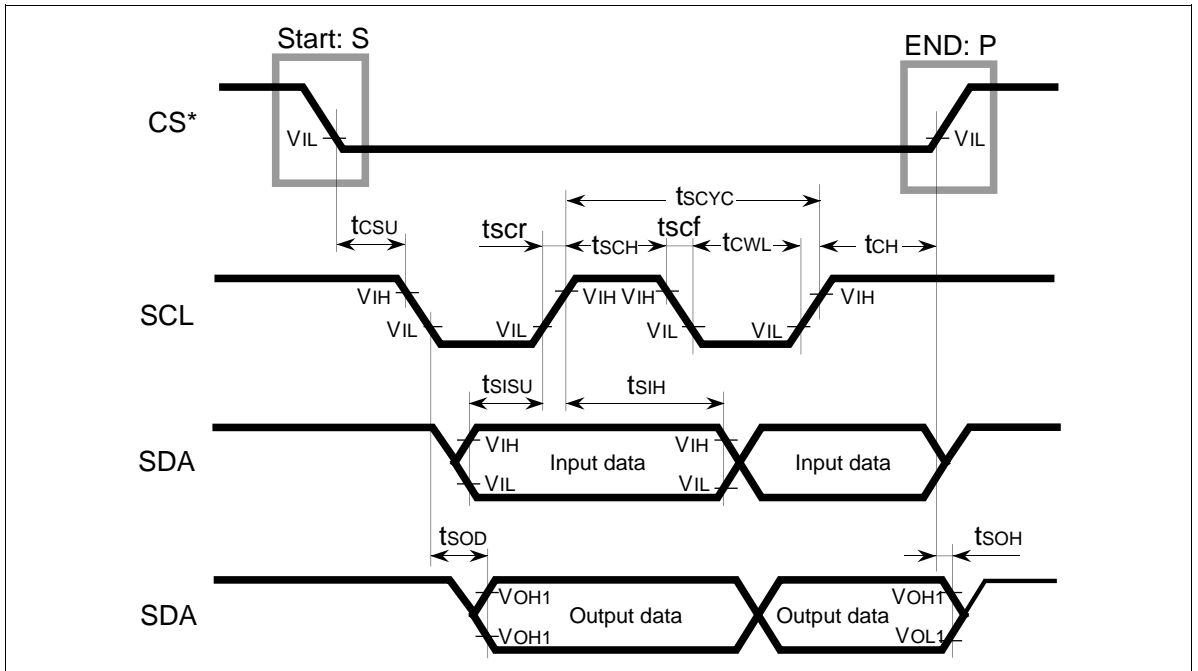 Start: S
END: P
CS*
VIL
VIL
tSCYC
tCSU
tscr
tSCH
tscf
tCWL
tCH
SCL
VIH
VIL
VIL
VIH
VIH
VIL
VIL
VIH
tSISU
tSIH
SDA
VIH
VIL
Input data
VIH
VIL
Input data
tSOD
tSOH
SDA
VOH1
VOH1
Output data
Output data
VOH1
VOL1